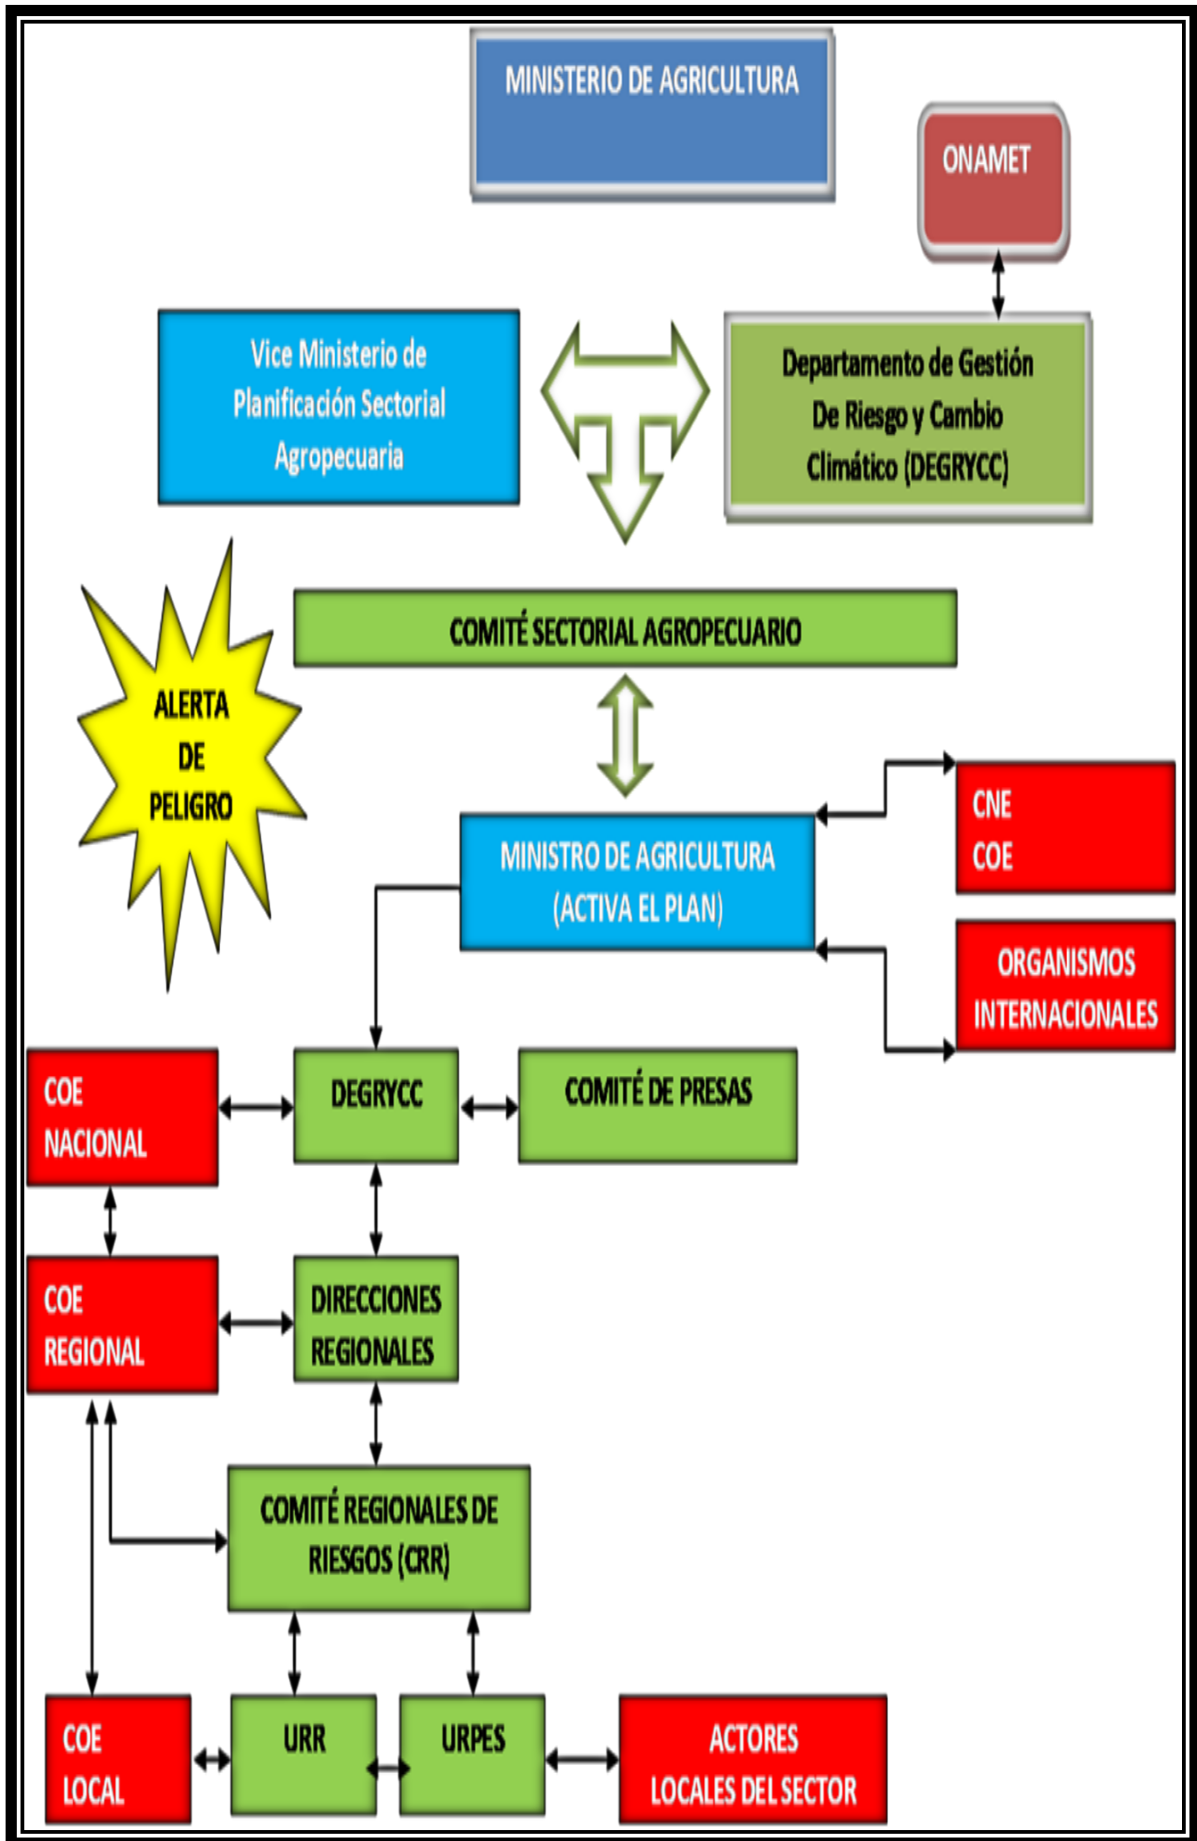 MINISTERIO DE AGRICULTURA
ONAMET
Vice Ministerio de
Planificación Sectorial
Agropecuaria
Departamento de Gestión
De Riesgo y Cambio
Climático (DEGRYCC)
COMITÉ SECTORIAL AGROPECUARIO
ALERTA
DE
PELIGRO
MINISTRO DE AGRICULTURA
(ACTIVA EL PLAN)
CNE
COE
ORGANISMOS
INTERNACIONALES
COE
NACIONAL
DEGRYCC
COMITÉ DE PRESAS
COE
REGIONAL
DIRECCIONES
REGIONALES
COMITÉ REGIONALES DE
RIESGOS (CRR)
COE
LOCAL
URR
URPES
ACTORES
LOCALES DEL SECTOR